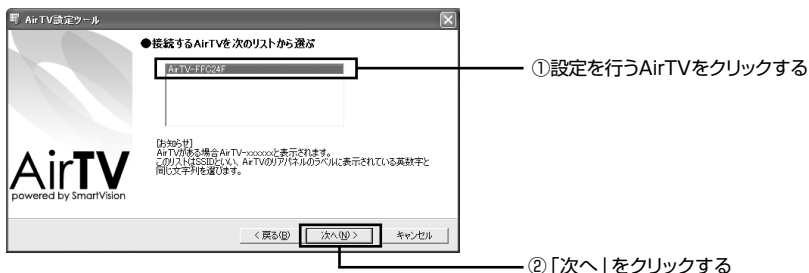 AirTV設定ツール
●接続するAirTVを次のリストから選ぶ
AirTV-FFC24F
①設定を行うAirTVをクリックする
[お知らせ]
AirTVがある場合AirTV-xxxxxxと表示されます。
このリストはSSIDといい、AirTVのリアパネルのラベルに表示されている英数字と
同じ文字列を選びます。
AirTV
powered by SmartVision
< 戻る(B)
次へ(N) >
キャンセル
②「次へ」をクリックする